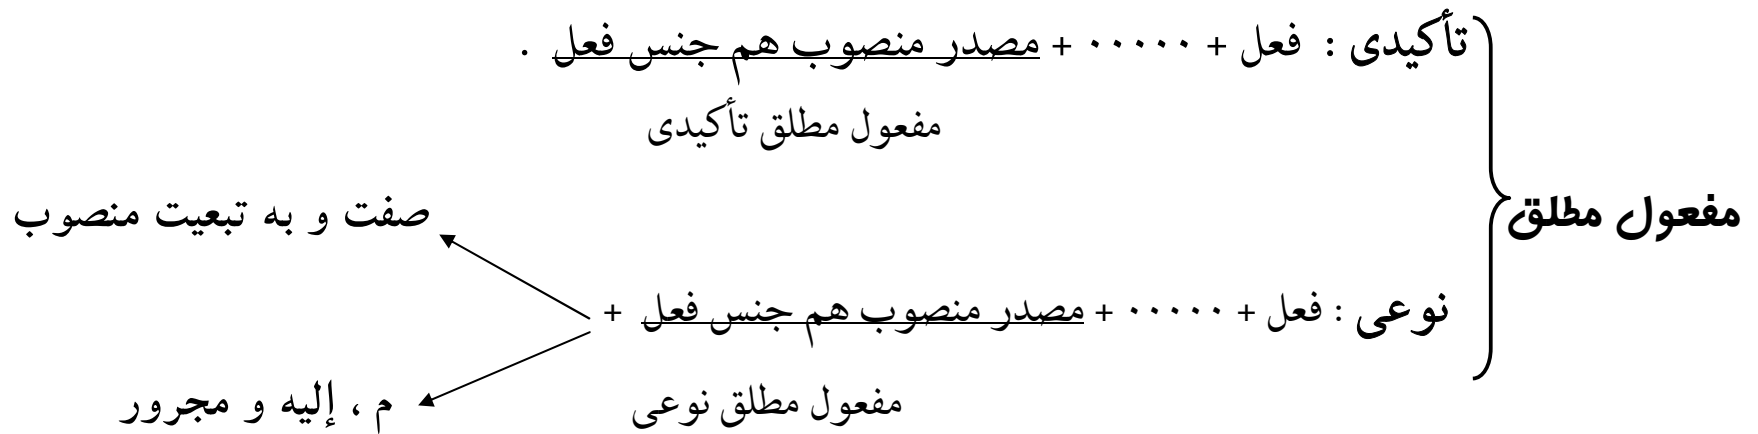 تأکیدی : فعل + ۰۰۰۰۰ + مصدر منصوب هم جنس فعل .
مفعول مطلق تأکیدی
مفعول مطلق
صفت و به تبعیت منصوب
نوعی : فعل + ۰۰۰۰۰ + مصدر منصوب هم جنس فعل +
مفعول مطلق نوعی
م ، إلیه و مجرور